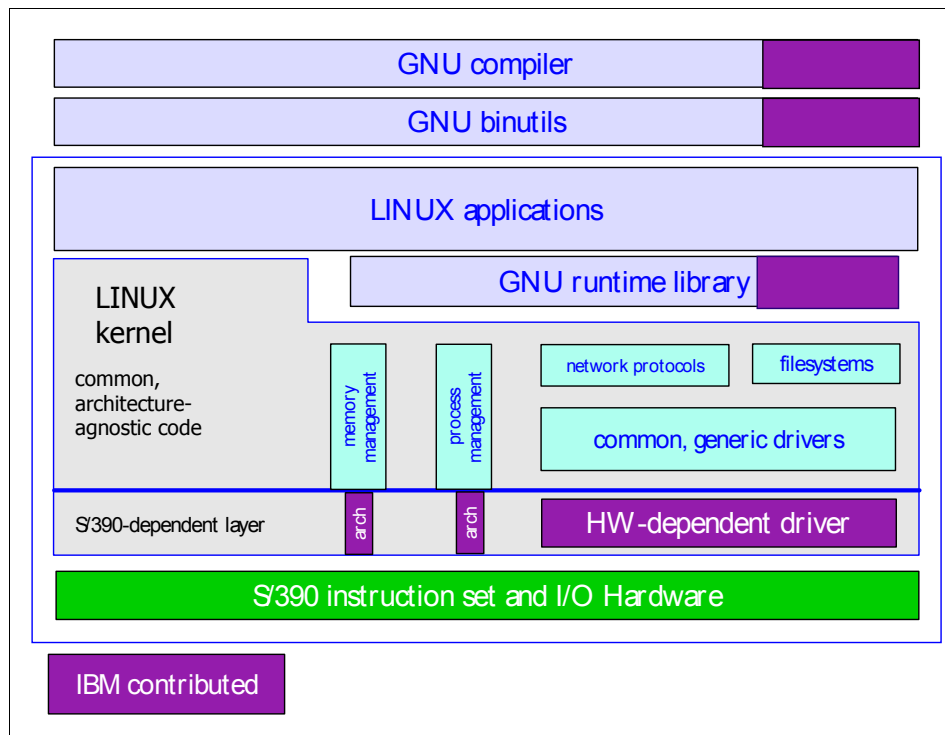 GNU compiler
GNU binutils
LINUX applications
GNU runtime library
LINUX
kernel
common,
architecture-
agnostic code
memory
management
process
management
network protocols
filesystems
common, generic drivers
S/390-dependent layer
arch
arch
HW-dependent driver
S/390 instruction set and I/O Hardware
IBM contributed